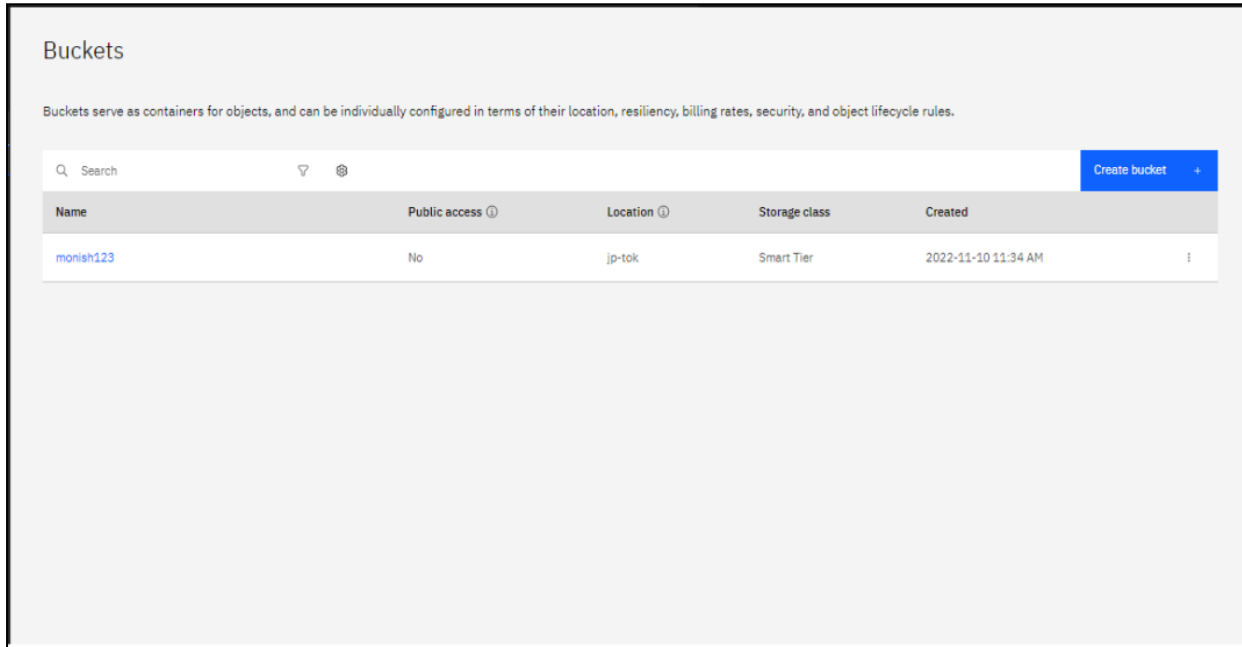 Buckets
Buckets serve as containers for objects, and can be individually configured in terms of their location, resiliency, billing rates, security, and object lifecycle rules.
Search
Create bucket +
Name Public access Location Storage class Created
monish123 No jp-tok Smart Tier 2022-11-10 11:34 AM